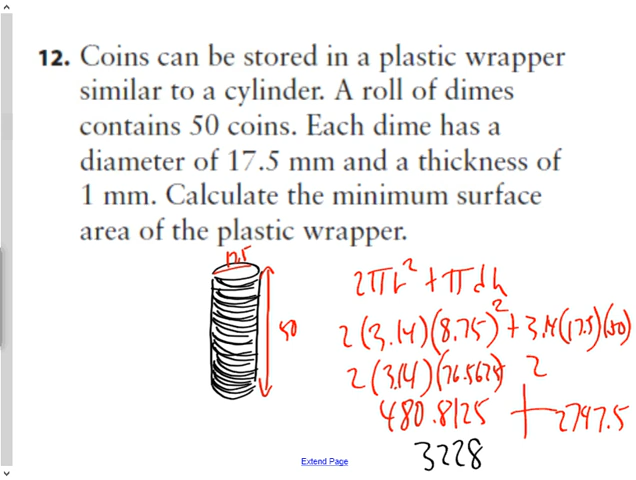 12. Coins can be stored in a plastic wrapper
similar to a cylinder. A roll of dimes
contains 50 coins. Each dime has a
diameter of 17.5 mm and a thickness of
1 mm. Calculate the minimum surface
area of the plastic wrapper.
17.5
50
2πr² + πdh
2(3.14)(8.75)² + 3.14(17.5)(50)
2(3.14)(76.5625) 2
480.8125 + 2747.5
3228
Extend Page